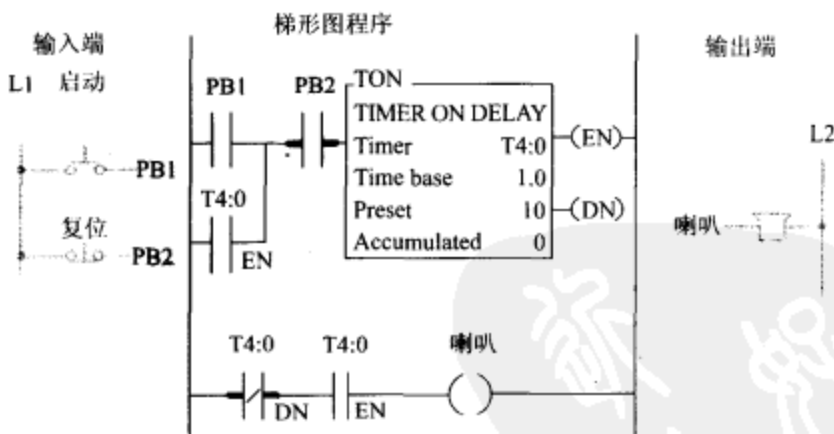 梯形图程序
输入端
输出端
L1 启动
PB1 PB2
TON
TIMER ON DELAY
Timer T4:0
Time base 1.0
Preset 10
Accumulated 0
(EN)
(DN)
L2
PB1
T4:0
EN
复位
PB2
喇叭
T4:0 T4:0 喇叭
DN EN